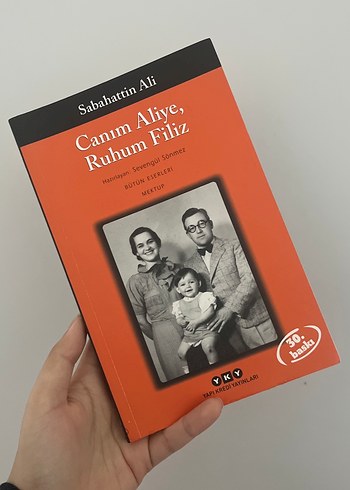 Sabahattin Ali
Canım Aliye,
Ruhum Filiz
Hazırlayan: Sevengül Sönmez
BÜTÜN ESERLERİ
MEKTUP
30.
baskı
YKY
YAPI KREDİ YAYINLARI